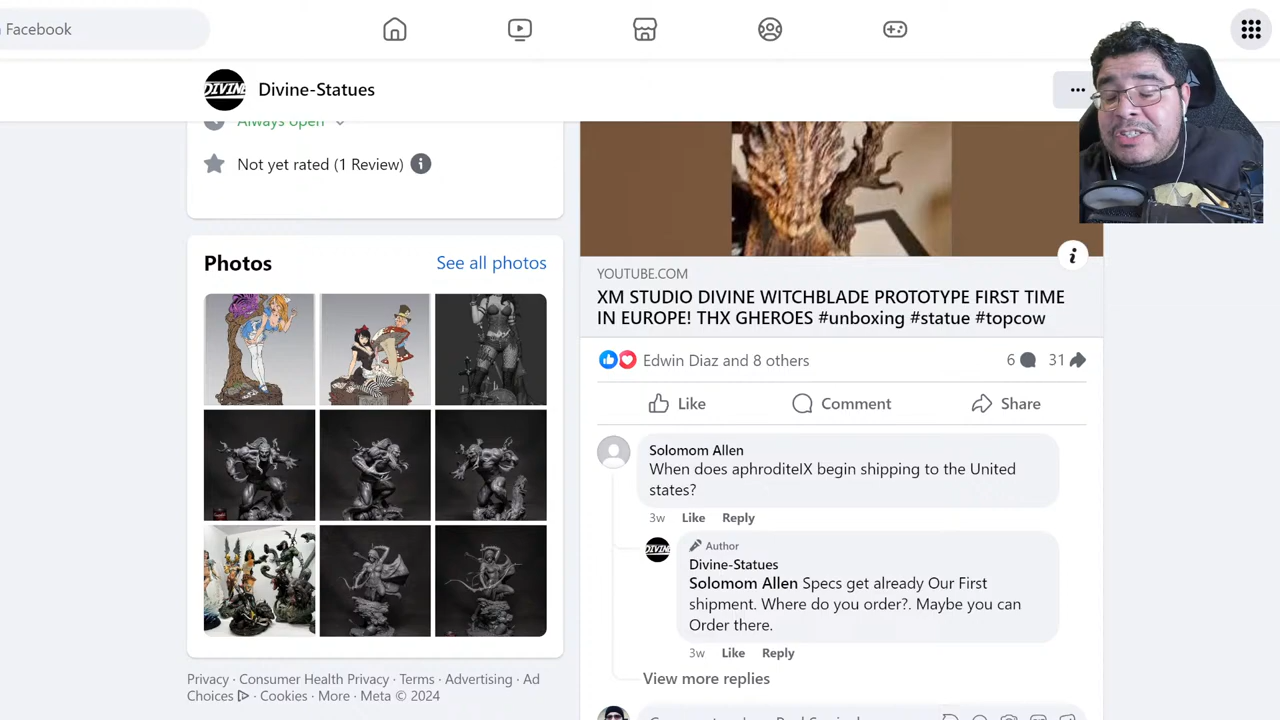 Facebook
DIVINE
Divine-Statues
Always open
Not yet rated (1 Review)
Photos
See all photos
YOUTUBE.COM
XM STUDIO DIVINE WITCHBLADE PROTOTYPE FIRST TIME
IN EUROPE! THX GHEROES #unboxing #statue #topcow
Edwin Diaz and 8 others
6
31
Like
Comment
Share
Solomom Allen
When does aphroditeIX begin shipping to the United
states?
3w Like Reply
DIVINE
Author
Divine-Statues
Solomom Allen Specs get already Our First
shipment. Where do you order?. Maybe you can
Order there.
3w Like Reply
View more replies
Privacy · Consumer Health Privacy · Terms · Advertising · Ad
Choices · Cookies · More · Meta © 2024